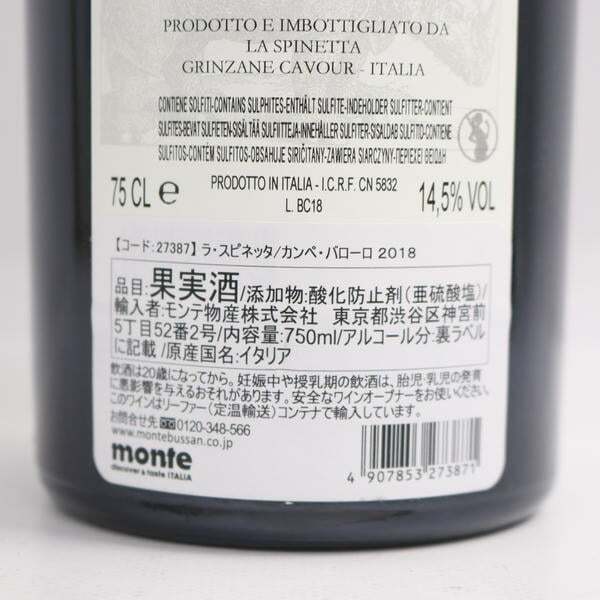 PRODOTTO E IMBOTTIGLIATO DA
LA SPINETTA
GRINZANE CAVOUR - ITALIA
CONTIENE SOLFITI-CONTAINS SULPHITES-ENTHÄLT SULFITE-INDEHOLDER SULFITTER-CONTIENT
SULFITES-BEVAT SULFIETEN-SISÄLTÄÄ SULFIITTEJA-INNEHÅLLER SULFITER-SISALDAB SULFITID-CONTIENE
SULFITOS-CONTÉM SULFITOS-OBSAHUJE SIRIČITANY-ZAWIERA SIARCZYNY-ΠΕΡΙΕΧΕΙ ΘΕΙΩΔΗ
75 CL e PRODOTTO IN ITALIA - I.C.R.F. CN 5832 14,5% VOL
L. BC18
【コード:27387】ラ・スピネッタ/カンペ・バローロ 2018
品目:果実酒/添加物:酸化防止剤(亜硫酸塩)/
輸入者:モンテ物産株式会社 東京都渋谷区神宮前
5丁目52番2号/内容量:750ml/アルコール分:裏ラベル
に記載/原産国名:イタリア
飲酒は20歳になってから。妊娠中や授乳期の飲酒は、胎児・乳児の発育
に悪影響を与えるおそれがあります。安全なワインオープナーをお使いください。
このワインはリーファー(定温輸送)コンテナで輸入しています。
お問合せ先 0120-348-566
www.montebussan.co.jp
monte
discover & taste ITALIA
4 907853 273871